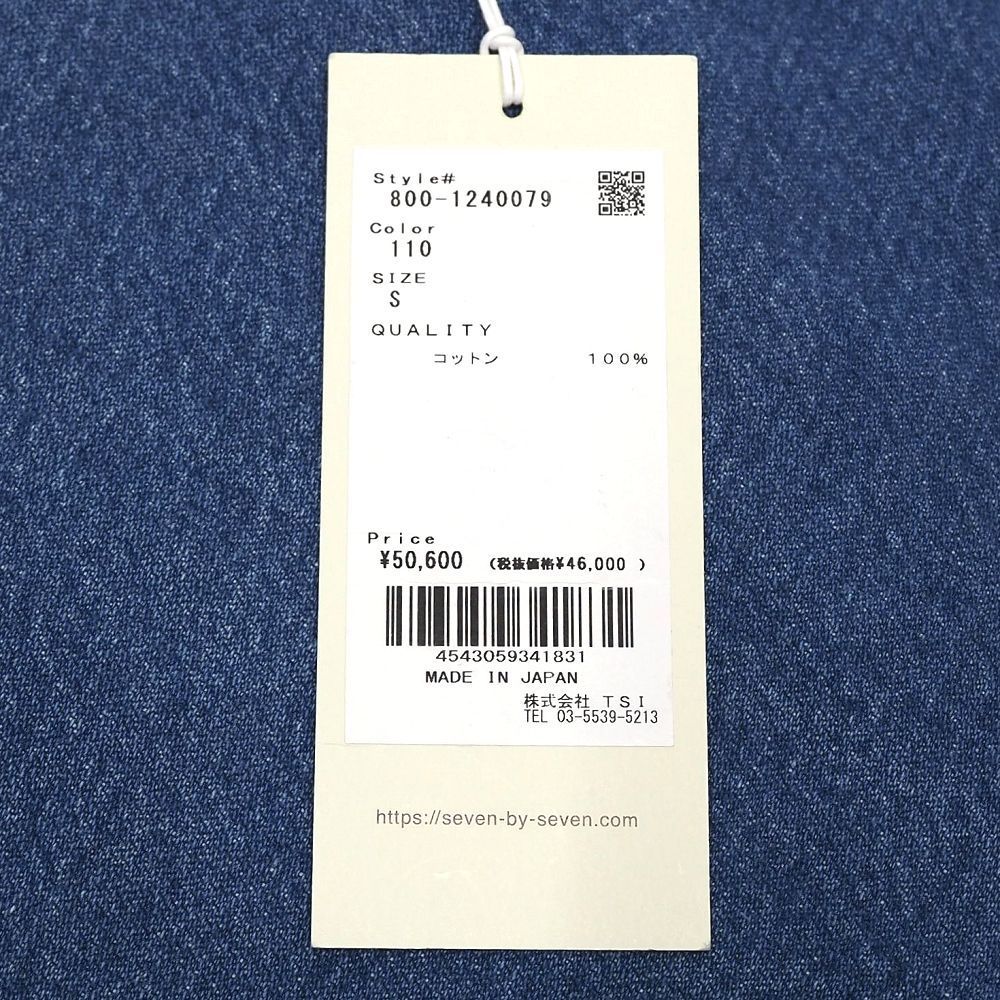 Style#
800-1240079
Color
110
SIZE
S
QUALITY
コットン 100%
Price
¥50,600 (税抜価格¥46,000 )
4543059341831
MADE IN JAPAN
株式会社 TSI
TEL 03-5539-5213
https://seven-by-seven.com